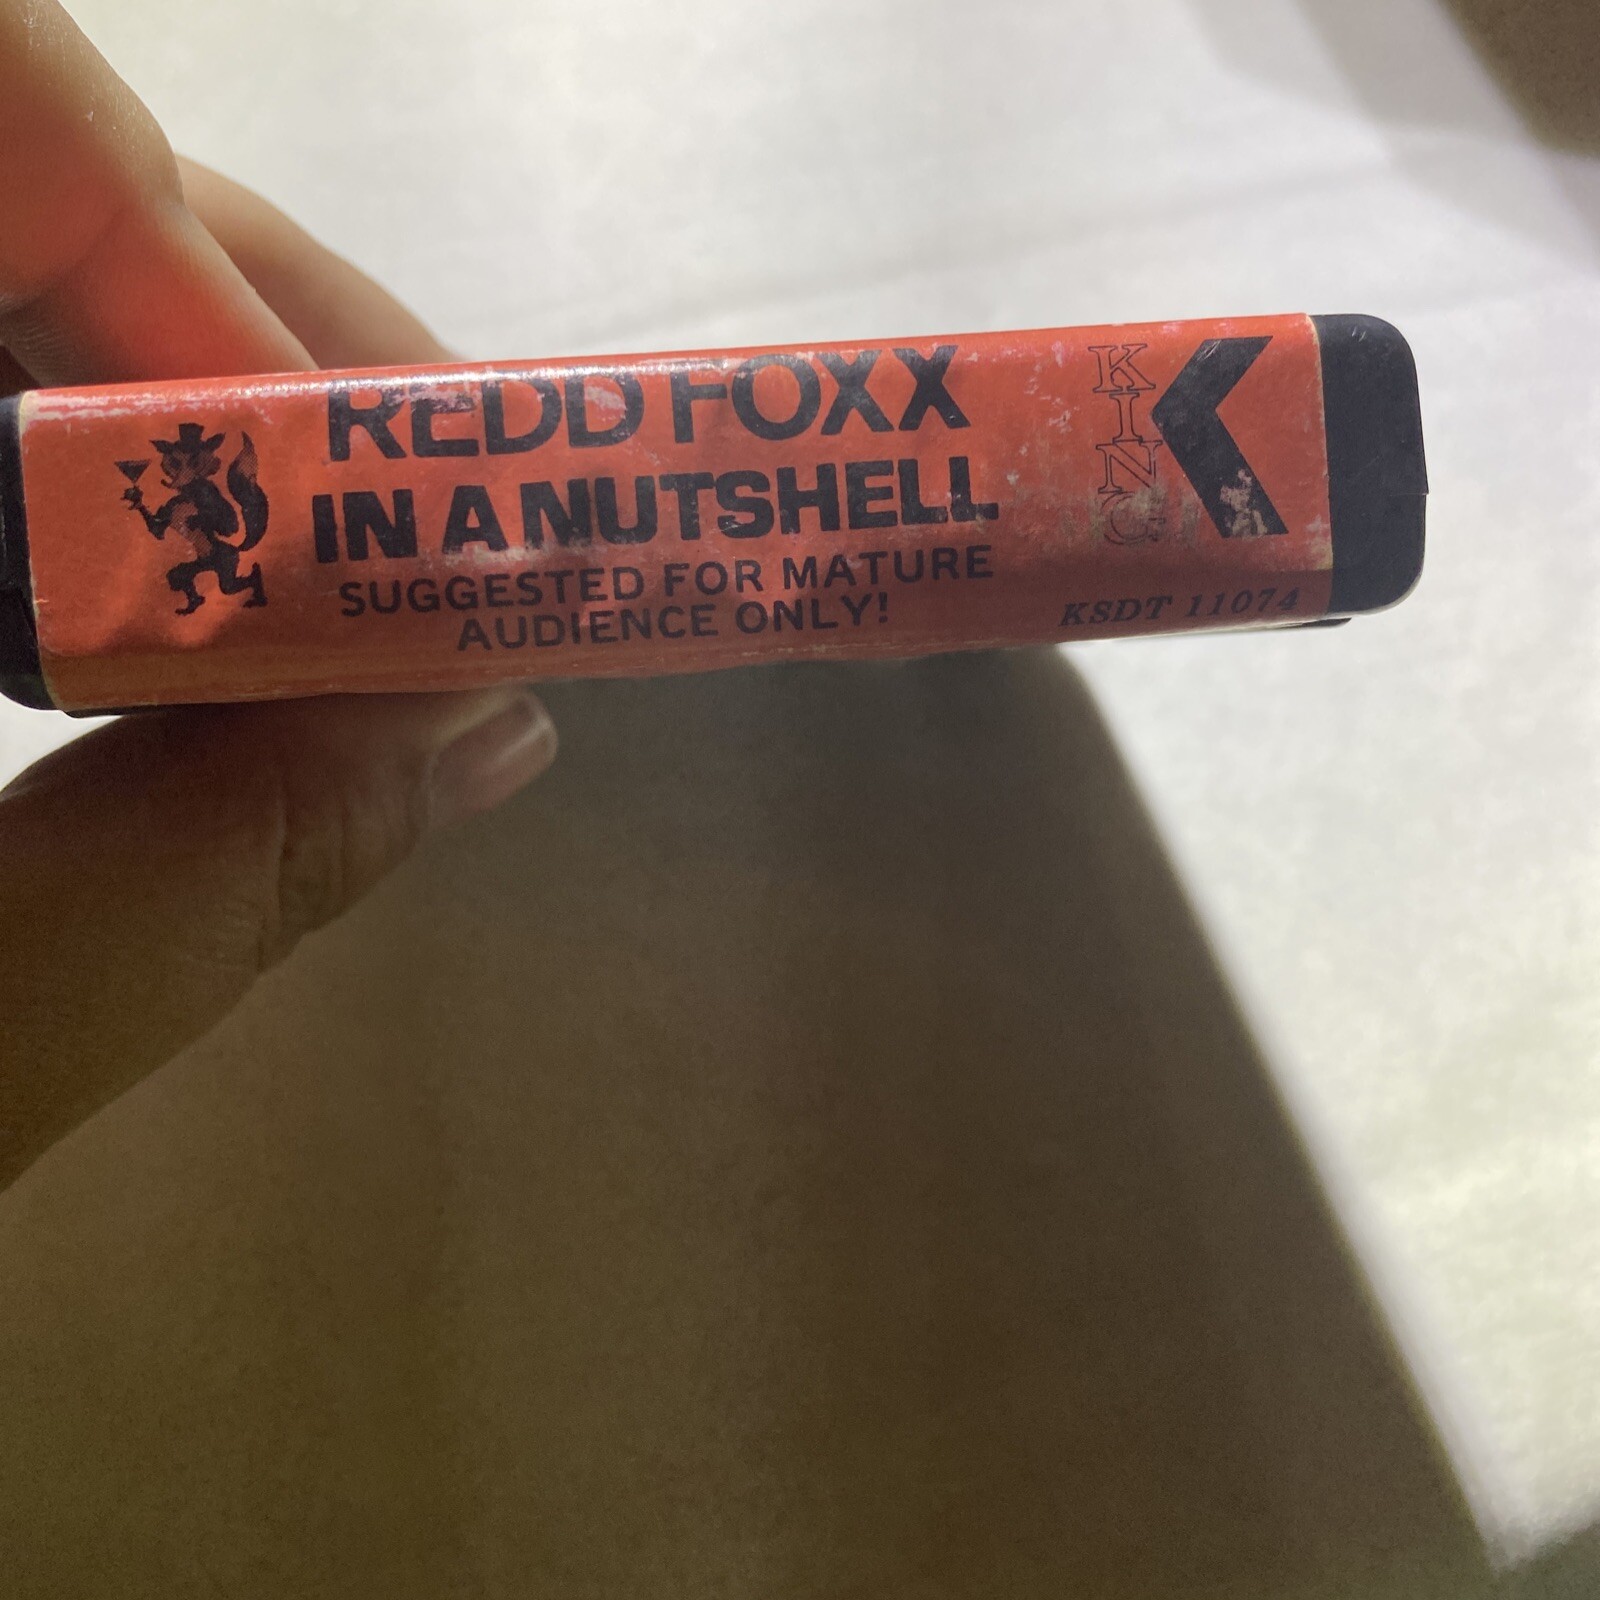 REDD FOXX
IN A NUTSHELL
SUGGESTED FOR MATURE
AUDIENCE ONLY!
KING
K
KSDT 11074